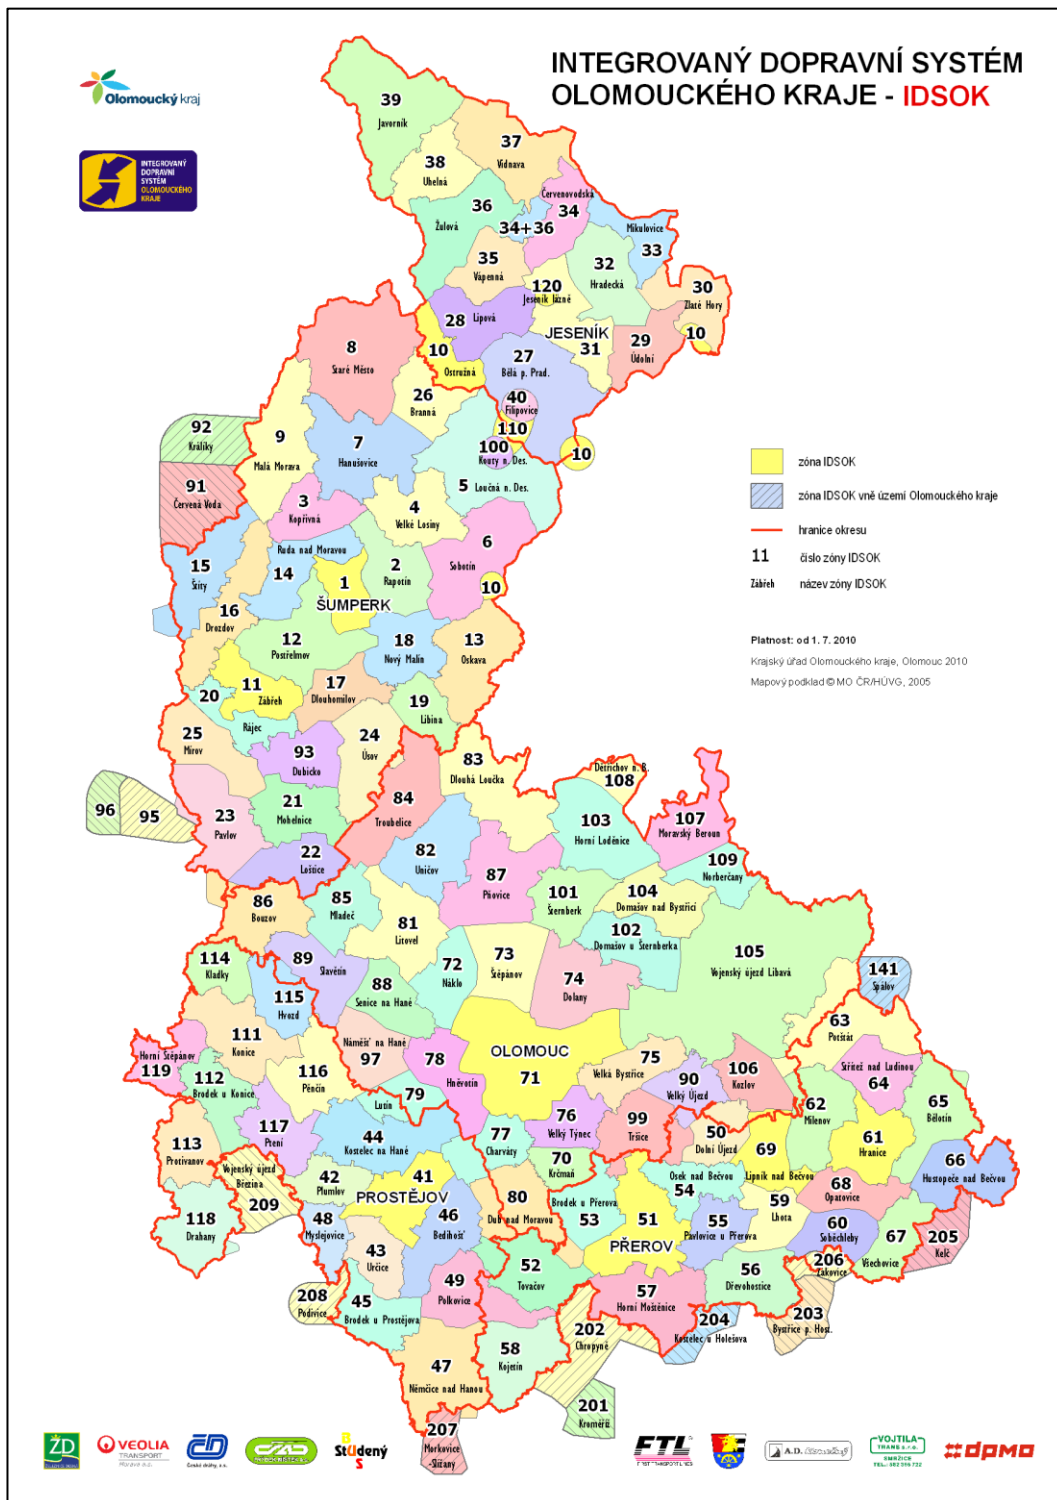 INTEGROVANÝ DOPRAVNÍ SYSTÉM
OLOMOUCKÉHO KRAJE - IDSOK
Olomoucký kraj
INTEGROVANÝ
DOPRAVNÍ
SYSTÉM
OLOMOUCKÉHO
KRAJE
39
Javorník
37
Vidnava
38
Uhelná
Červenovodská
34
36
Žulová
34+36
Mikulovice
33
35
Vápenná
32
Hradecká
120
Jeseník lázně
30
Zlaté Hory
10
28
Lipová
JESENÍK
31
29
Údolní
8
Staré Město
10
Ostružná
27
Bělá p. Prad.
26
Branná
40
Filipovice
110
100
Kouty n. Des.
10
92
Králíky
9
Malá Morava
7
Hanušovice
91
Červená Voda
5
Loučná n. Des.
3
Kopřivná
4
Velké Losiny
6
Sobotín
10
15
Štíty
Ruda nad Moravou
14
1
ŠUMPERK
2
Rapotín
16
Drozdov
12
Postřelmov
18
Nový Malín
13
Oskava
11
Zábřeh
17
Dlouhomilov
20
Rájec
19
Libina
25
Mírov
93
Dubicko
24
Úsov
83
Dlouhá Loučka
96
95
23
Pavlov
21
Mohelnice
84
Troubelice
22
Loštice
82
Uničov
Dětřichov n. B.
108
103
Horní Loděnice
107
Moravský Beroun
109
Norberčany
87
Pňovice
101
Šternberk
104
Domašov nad Bystřicí
86
Bouzov
85
Mladeč
81
Litovel
102
Domašov u Šternberka
105
Vojenský újezd Libavá
114
Kladky
89
Slavětín
72
Náklo
73
Štěpánov
74
Dolany
141
Spálov
115
Hvozd
88
Senice na Hané
63
Potštát
111
Konice
Náměšť na Hané
97
78
Hněvotín
OLOMOUC
71
75
Velká Bystřice
Střítež nad Ludinou
64
Horní Štěpánov
119
112
Brodek u Konice
116
Pěnčín
79
Lutín
90
Velký Újezd
106
Kozlov
62
Milenov
65
Bělotín
117
Ptení
44
Kostelec na Hané
77
Charváty
76
Velký Týnec
99
Tršice
50
Dolní Újezd
69
Lipník nad Bečvou
61
Hranice
113
Protivanov
Vojenský újezd
Březina
209
42
Plumlov
41
PROSTĚJOV
70
Krčmaň
Osek nad Bečvou
54
68
Opatovice
66
Hustopeče nad Bečvou
118
Drahany
48
Myslejovice
46
Bedihošť
80
Dub nad Moravou
Brodek u Přerova
53
51
PŘEROV
55
Pavlovice u Přerova
59
Lhota
60
Soběchleby
67
Všechovice
205
Kelč
43
Určice
52
Tovačov
56
Dřevohostice
206
Žákovice
208
Podivice
45
Brodek u Prostějova
49
Polkovice
57
Horní Moštěnice
204
Kostelec u Holešova
203
Bystřice p. Host.
202
Chropyně
47
Němčice nad Hanou
58
Kojetín
201
Kroměříž
207
Morkovice
-Slížany
zóna IDSOK
zóna IDSOK vně území Olomouckého kraje
hranice okresu
11 číslo zóny IDSOK
Zábřeh název zóny IDSOK
Platnost: od 1. 7. 2010
Krajský úřad Olomouckého kraje, Olomouc 2010
Mapový podklad © MO ČR/HÚVG, 2005
ŽD
VEOLIA
TRANSPORT
Morava a.s.
ČD
České dráhy, a.s.
Studený
BUS
FTL
A.D.
VOJTILA
TRANS s.r.o.
SMRŽICE
TEL.: 582 396 722
dpmo